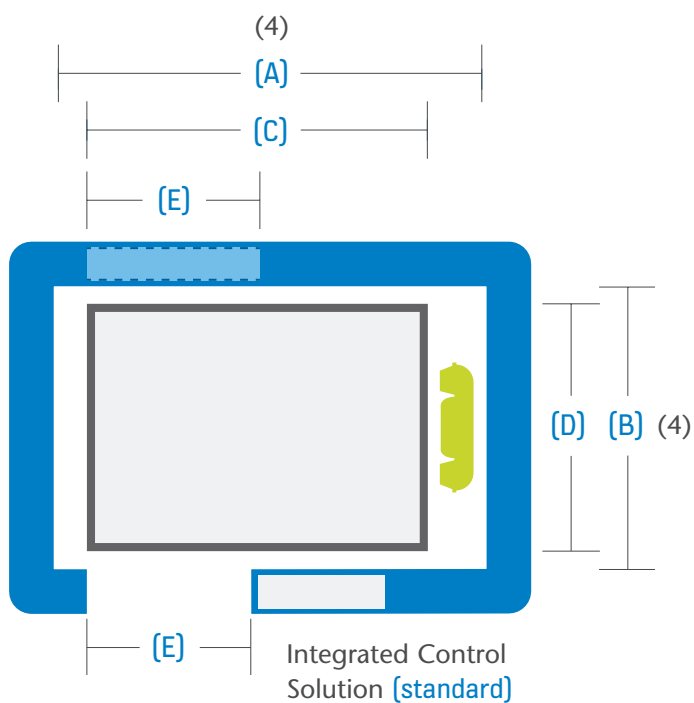 (4)
(A)
(C)
(E)
(D) (B) (4)
(E)
Integrated Control
Solution (standard)